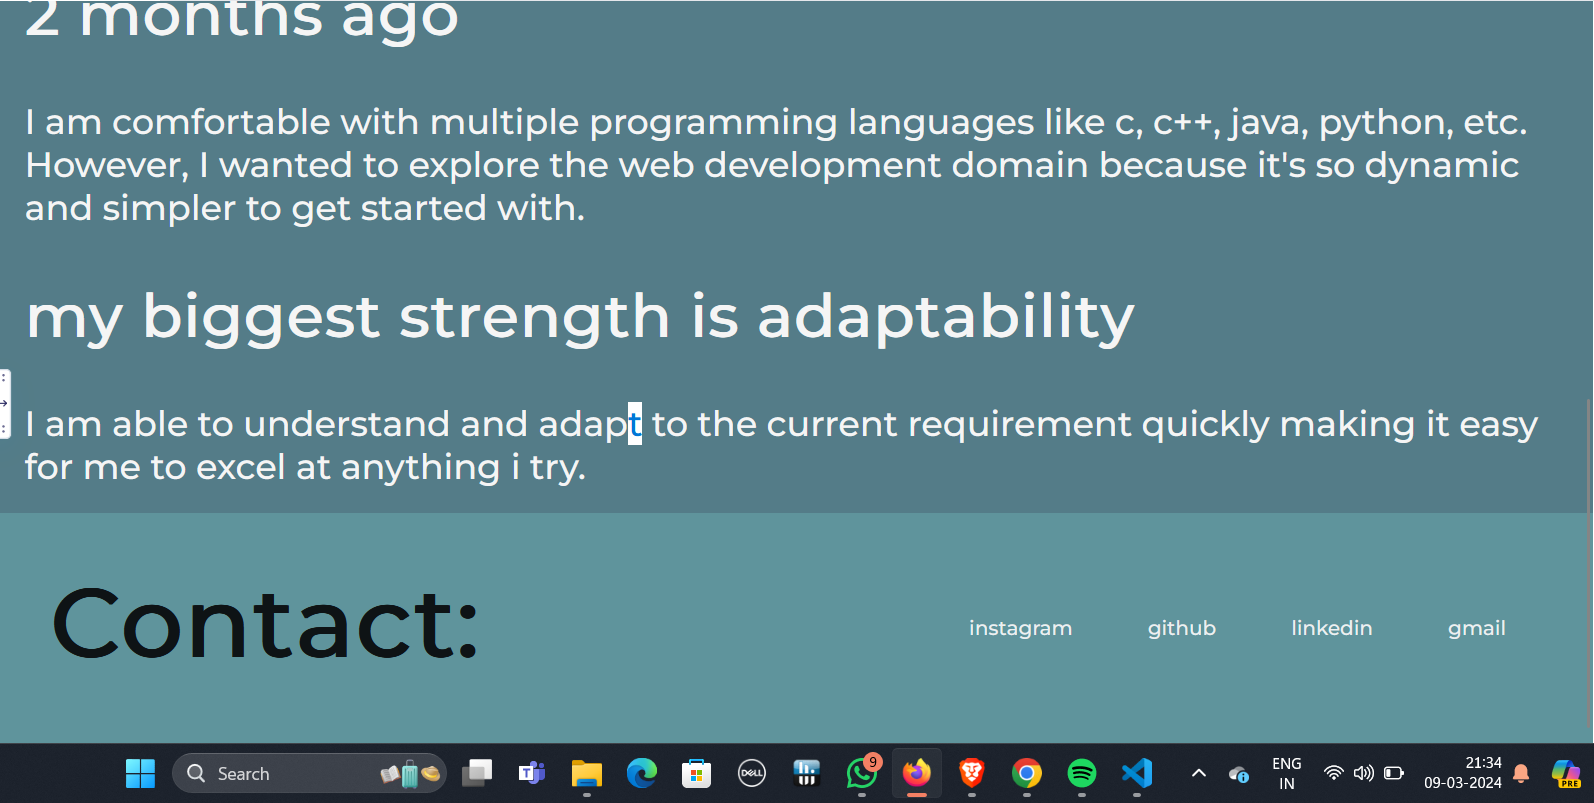 2 months ago
I am comfortable with multiple programming languages like c, c++, java, python, etc.
However, I wanted to explore the web development domain because it's so dynamic
and simpler to get started with.
my biggest strength is adaptability
I am able to understand and adapt to the current requirement quickly making it easy
for me to excel at anything i try.
Contact:
instagram github linkedin gmail
Search
T
DELL
9
ENG
IN
21:34
09-03-2024
PRE